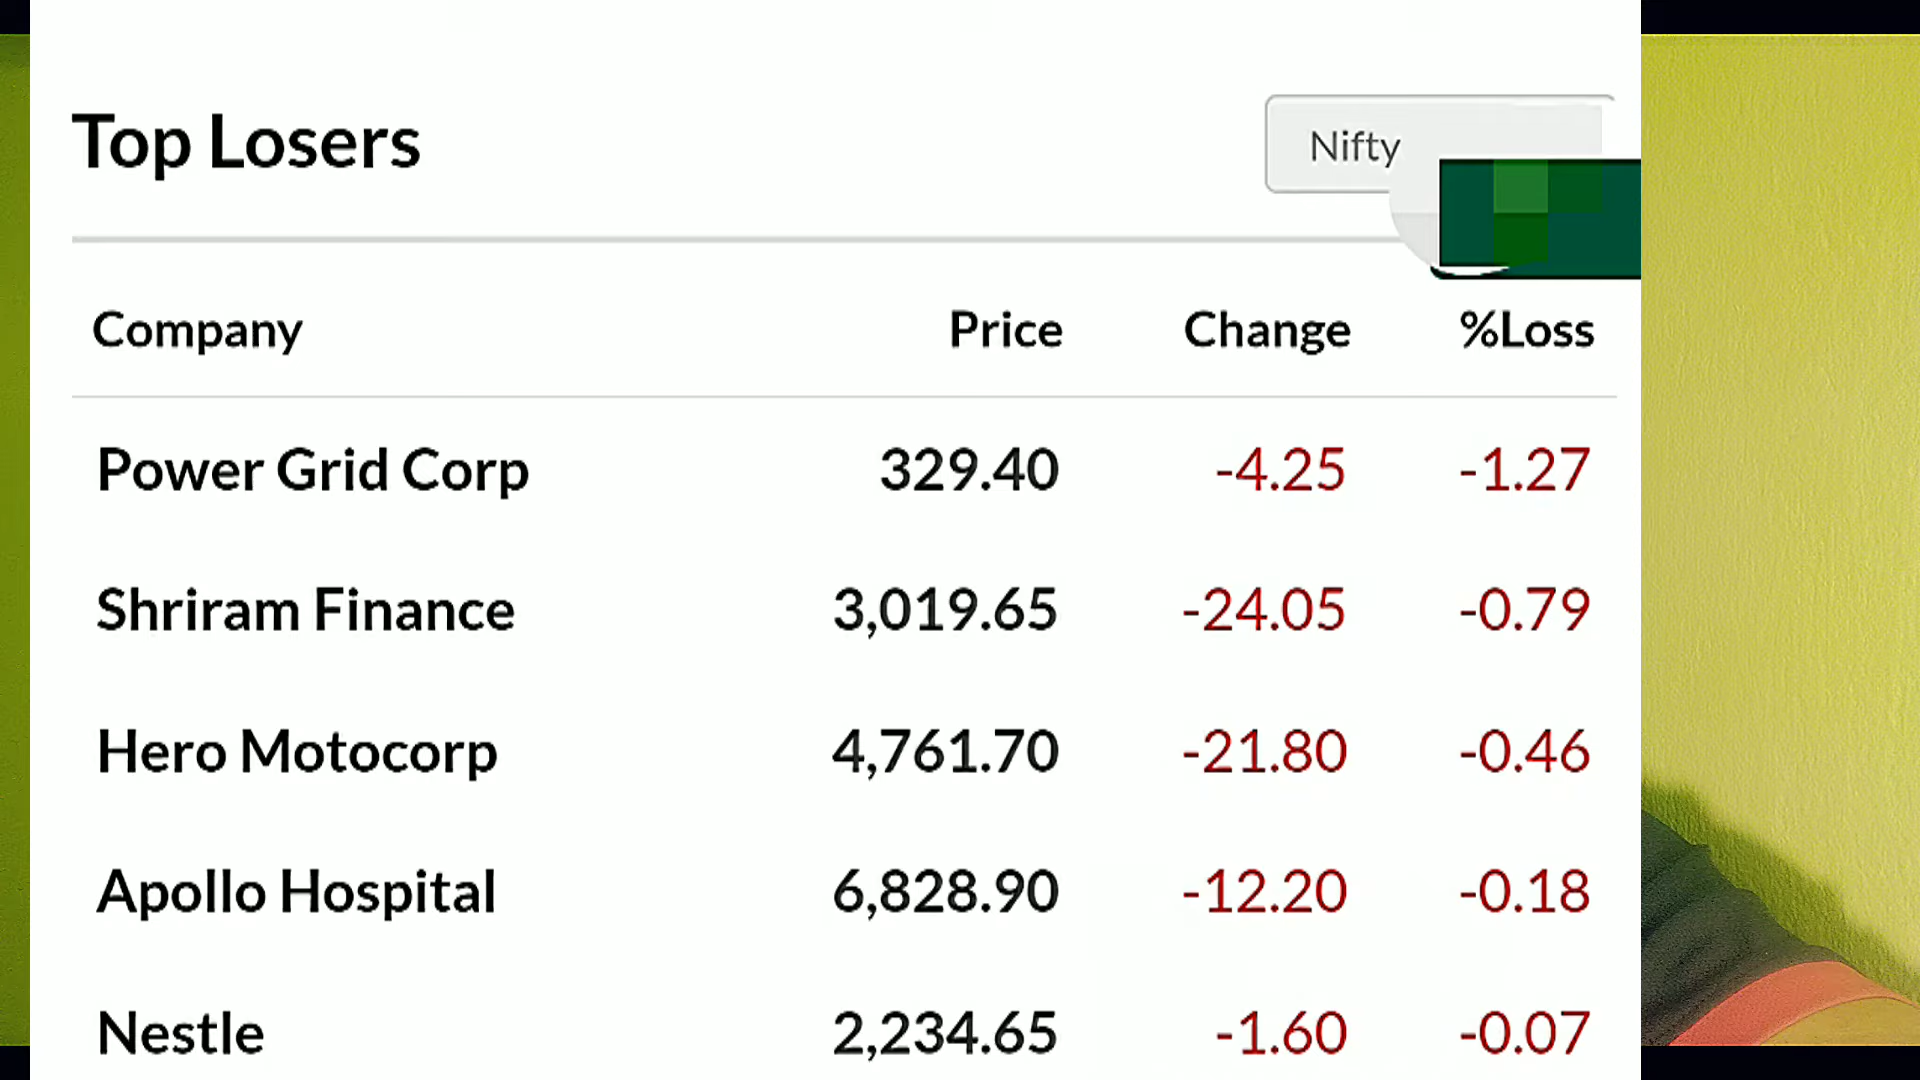 Top Losers
Nifty
Company Price Change %Loss
Power Grid Corp 329.40 -4.25 -1.27
Shriram Finance 3,019.65 -24.05 -0.79
Hero Motocorp 4,761.70 -21.80 -0.46
Apollo Hospital 6,828.90 -12.20 -0.18
Nestle 2,234.65 -1.60 -0.07